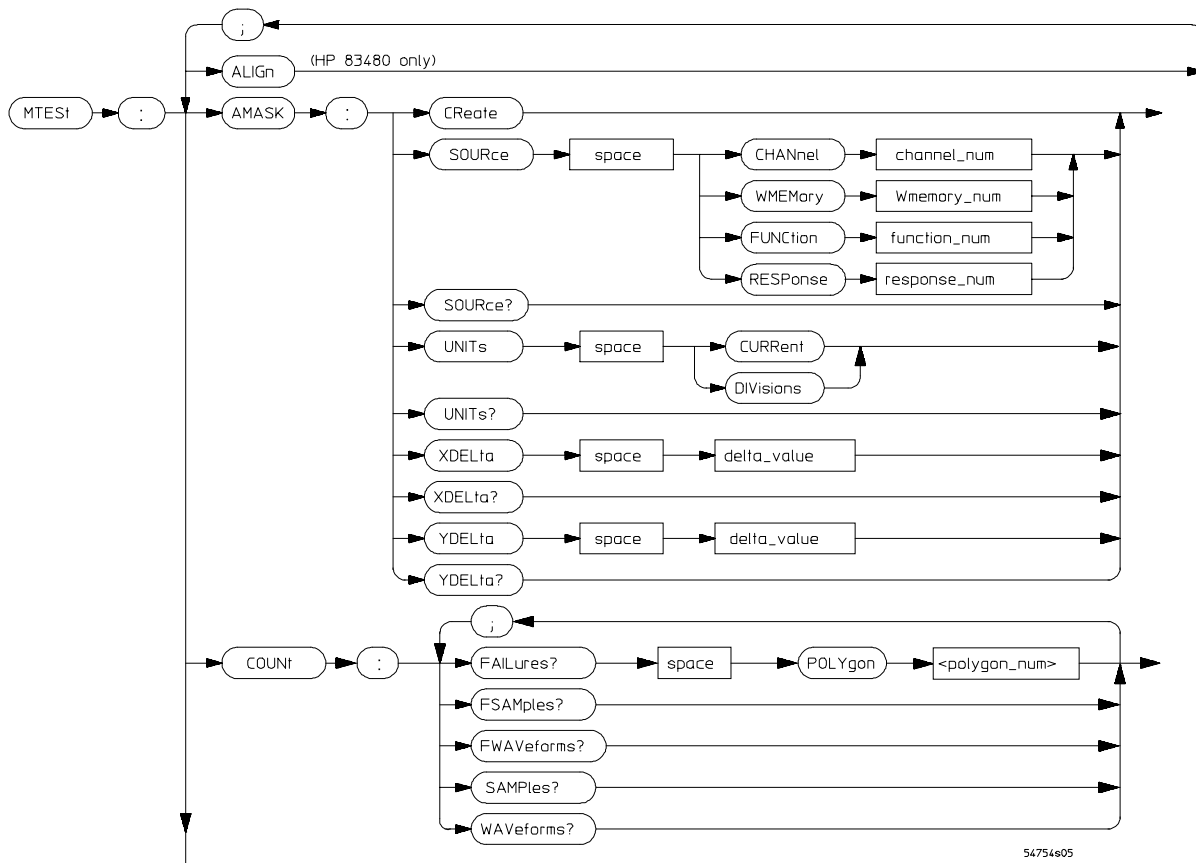 ;
ALIGn (HP 83480 only)
MTESt : AMASK : CReate
SOURce space CHANnel channel_num
WMEMory Wmemory_num
FUNCtion function_num
RESPonse response_num
SOURce?
UNITs space CURRent
DIVisions
UNITs?
XDELta space delta_value
XDELta?
YDELta space delta_value
YDELta?
;
COUNt : FAILures? space POLYgon <polygon_num>
FSAMples?
FWAVeforms?
SAMPles?
WAVeforms?
54754s05